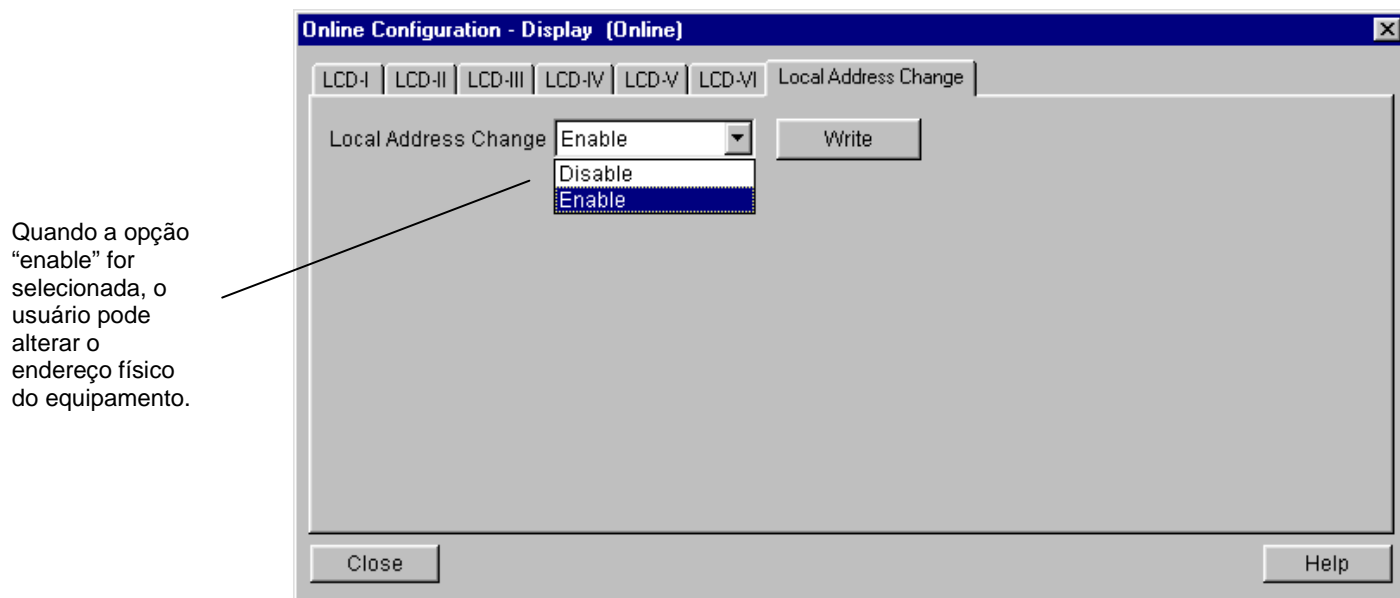 Online Configuration - Display (Online)
LCD-I LCD-II LCD-III LCD-IV LCD-V LCD-VI Local Address Change
Local Address Change Enable Write
Disable
Enable
Quando a opção
“enable” for
selecionada, o
usuário pode
alterar o
endereço físico
do equipamento.
Close Help